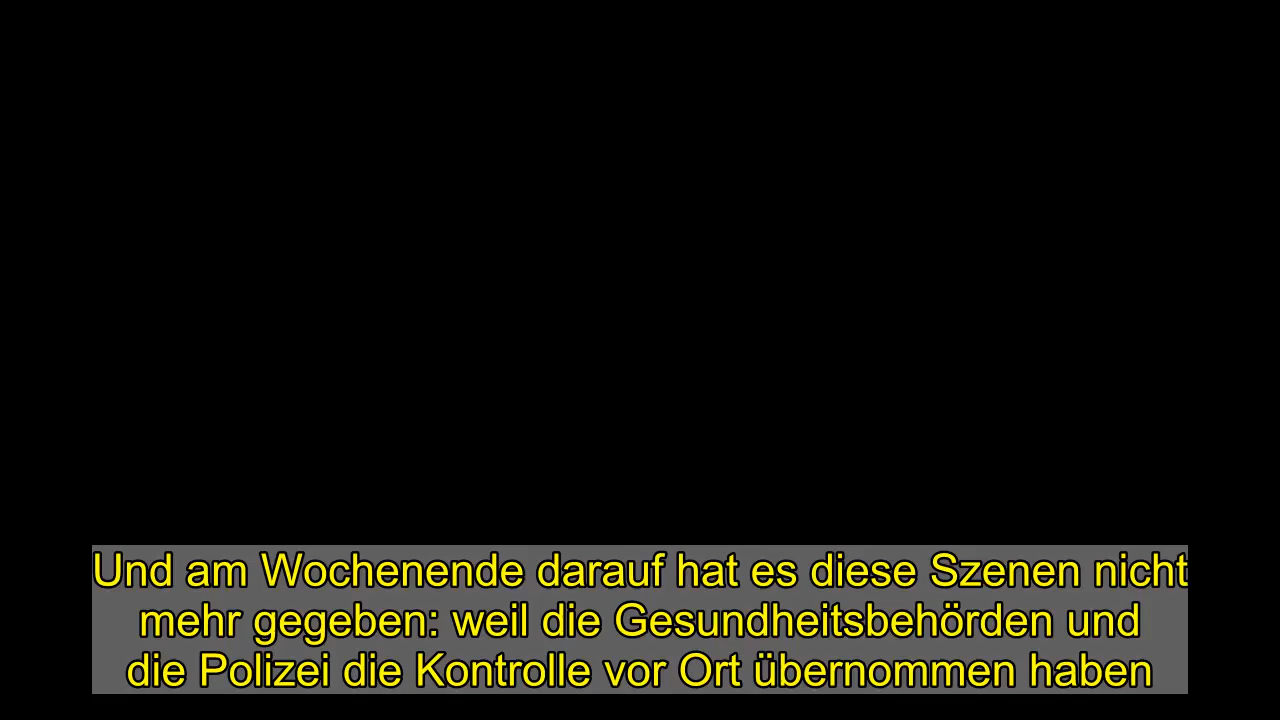 Und am Wochenende darauf hat es diese Szenen nicht
mehr gegeben: weil die Gesundheitsbehörden und
die Polizei die Kontrolle vor Ort übernommen haben